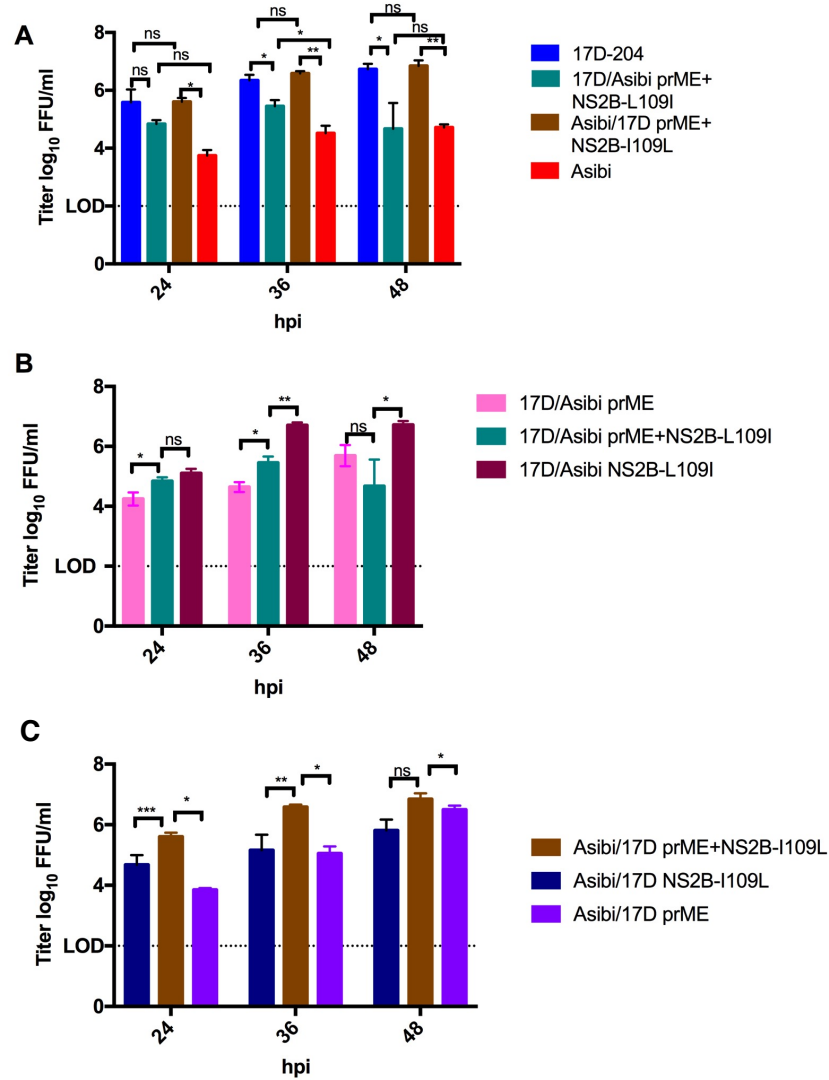 A
Titer log10 FFU/ml
8
6
4
LOD
0
ns
ns
ns
*
ns
*
*
**
ns
*
ns
**
24
36
48
hpi
17D-204
17D/Asibi prME+
NS2B-L109I
Asibi/17D prME+
NS2B-I109L
Asibi
B
Titer log10 FFU/ml
8
6
4
LOD
0
*
ns
*
**
ns
*
24
36
48
hpi
17D/Asibi prME
17D/Asibi prME+NS2B-L109I
17D/Asibi NS2B-L109I
C
Titer log10 FFU/ml
8
6
4
LOD
0
***
*
**
*
ns
*
24
36
48
hpi
Asibi/17D prME+NS2B-I109L
Asibi/17D NS2B-I109L
Asibi/17D prME